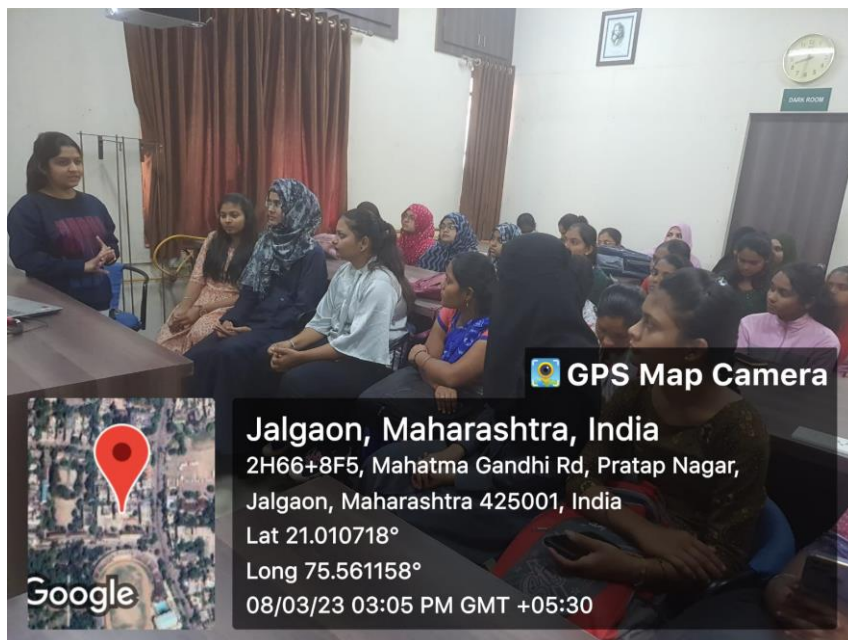 DARK ROOM
GPS Map Camera
Jalgaon, Maharashtra, India
2H66+8F5, Mahatma Gandhi Rd, Pratap Nagar,
Jalgaon, Maharashtra 425001, India
Lat 21.010718°
Long 75.561158°
08/03/23 03:05 PM GMT +05:30
Google